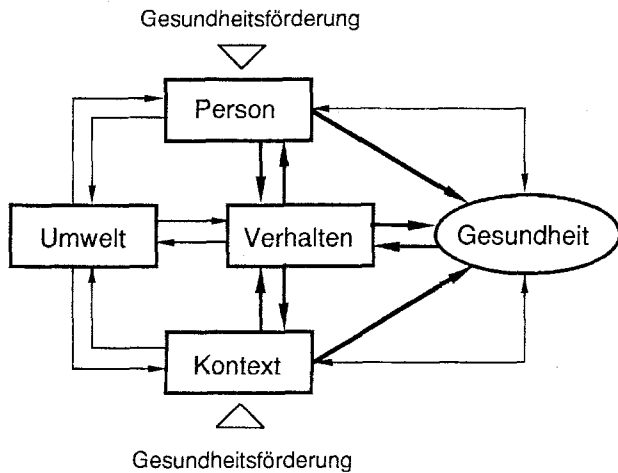 Gesundheitsförderung
Person
Umwelt
Verhalten
Gesundheit
Kontext
Gesundheitsförderung